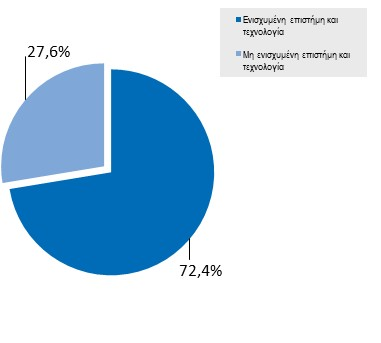 27,6%
Ενισχυμένη επιστήμη και
τεχνολογία
Μη ενισχυμένη επιστήμη και
τεχνολογία
72,4%